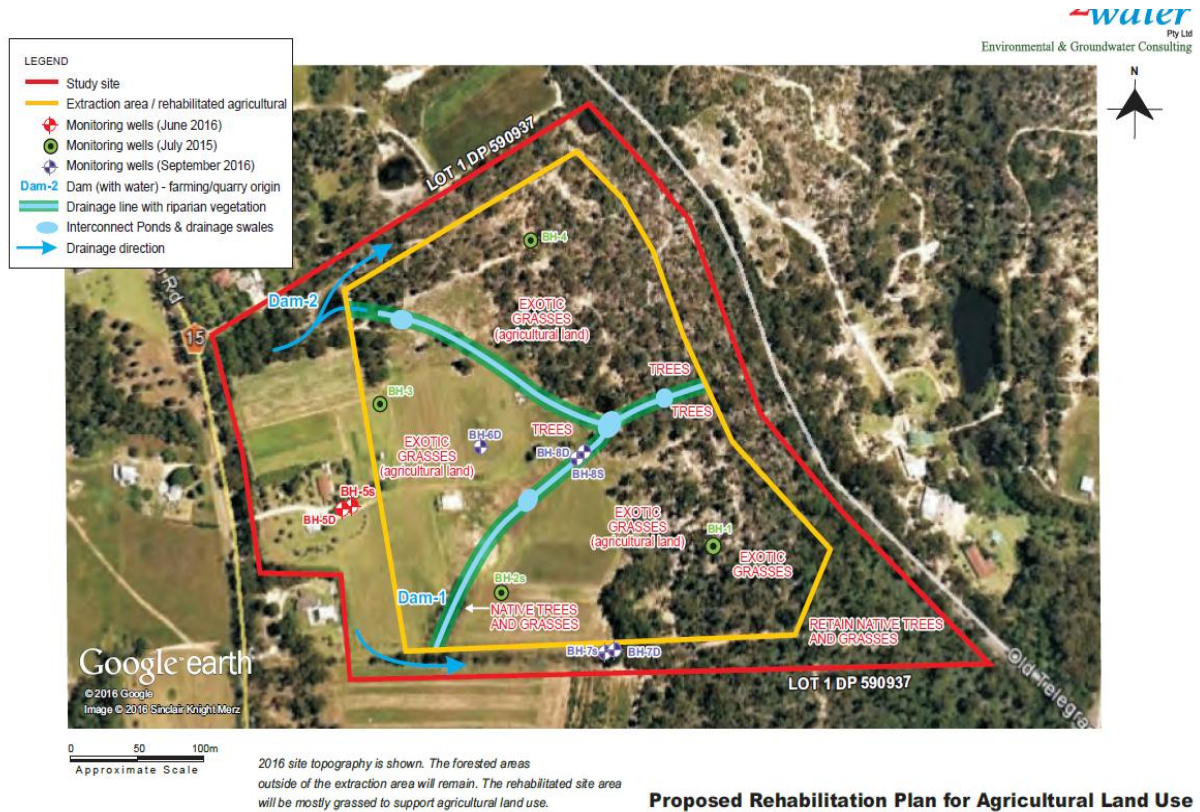 water
Pty Ltd
Environmental & Groundwater Consulting
N
LEGEND
Study site
Extraction area / rehabilitated agricultural
Monitoring wells (June 2016)
Monitoring wells (July 2015)
Monitoring wells (September 2016)
Dam-2 Dam (with water) - farming/quarry origin
Drainage line with riparian vegetation
Interconnect Ponds & drainage swales
Drainage direction
LOT 1 DP 590937
Rd
15
Dam-2
BH-4
EXOTIC
GRASSES
(agricultural land)
TREES
TREES
BH-3
TREES
BH-6D
EXOTIC
GRASSES
(agricultural land)
BH-8D
BH-8S
BH-5s
BH-5D
EXOTIC
GRASSES
(agricultural land)
BH-1
EXOTIC
GRASSES
BH-2s
Dam-1
NATIVE TREES
AND GRASSES
RETAIN NATIVE TREES
AND GRASSES
BH-7s
BH-7D
LOT 1 DP 590937
Old Telegra
Google earth
© 2016 Google
Image © 2016 Sinclair Knight Merz
0 50 100m
Approximate Scale
2016 site topography is shown. The forested areas
outside of the extraction area will remain. The rehabilitated site area
will be mostly grassed to support agricultural land use.
Proposed Rehabilitation Plan for Agricultural Land Use